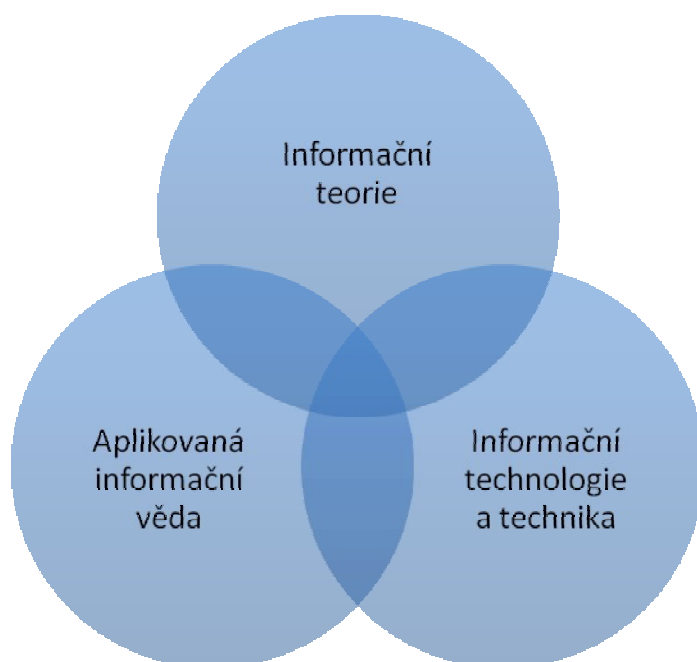 Informační
teorie
Aplikovaná
informační
věda
Informační
technologie
a technika